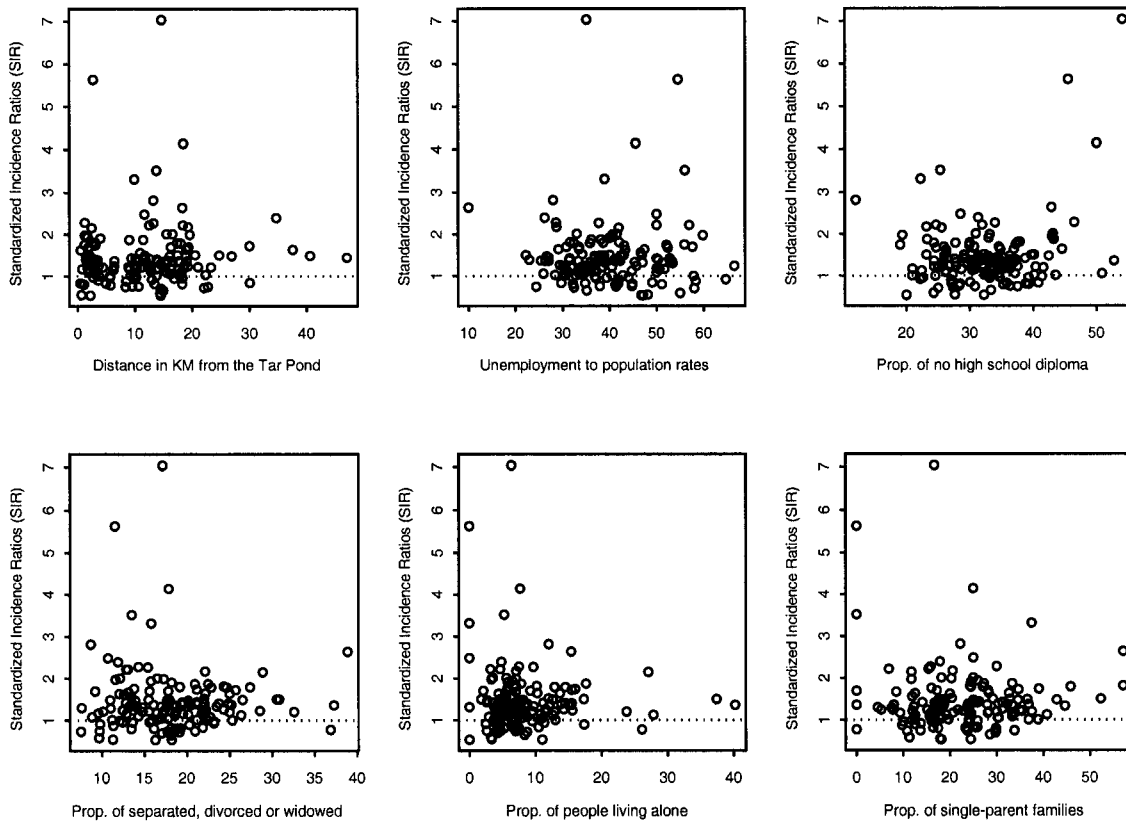 Standardized Incidence Ratios (SIR)
7
6
5
4
3
2
1
0 10 20 30 40
Distance in KM from the Tar Pond
Standardized Incidence Ratios (SIR)
7
6
5
4
3
2
1
10 20 30 40 50 60
Unemployment to population rates
Standardized Incidence Ratios (SIR)
7
6
5
4
3
2
1
20 30 40 50
Prop. of no high school diploma
Standardized Incidence Ratios (SIR)
7
6
5
4
3
2
1
10 15 20 25 30 35 40
Prop. of separated, divorced or widowed
Standardized Incidence Ratios (SIR)
7
6
5
4
3
2
1
0 10 20 30 40
Prop. of people living alone
Standardized Incidence Ratios (SIR)
7
6
5
4
3
2
1
0 10 20 30 40 50
Prop. of single-parent families